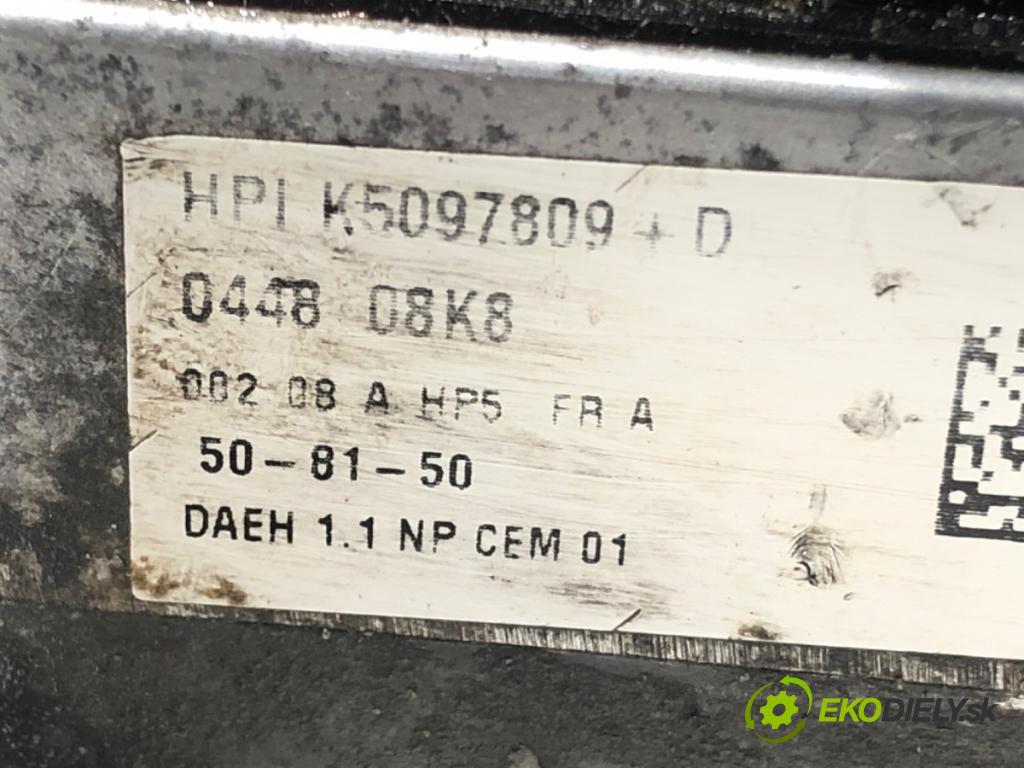 HPI K5097809 + D
0448 08K8
002 08 A HP5 FR A
50-81-50
DAEH 1.1 NP CEM 01
EKODIELY.sk